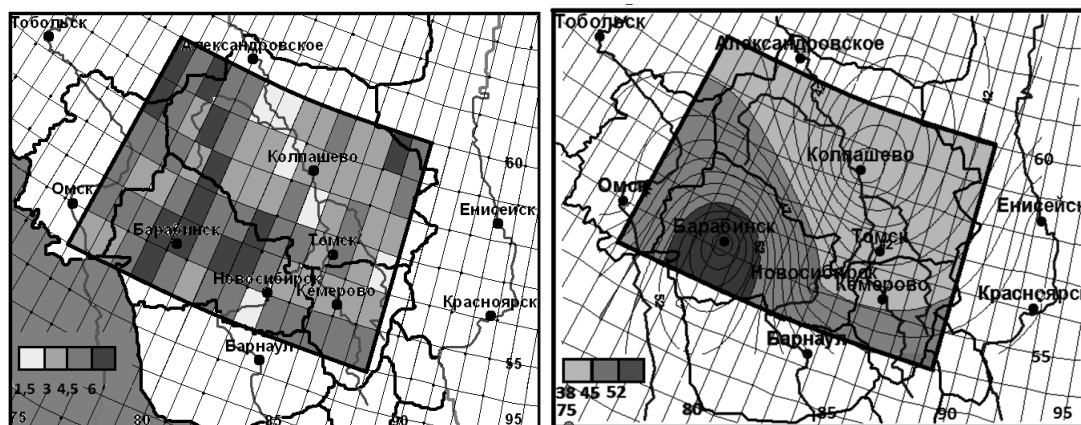 Тобольск
Александровское
60
Колпашево
Омск
Енисейск
Барабинск
Томск
Новосибирск
Кемерово
Красноярск
Барнаул
55
1,5 3 4,5 6
75
80
85
90
95
Тобольск
Александровское
42
42
60
Колпашево
Омск
Енисейск
Барабинск
Томск
Новосибирск
Кемерово
Красноярск
Барнаул
55
38 45 52
75
80
85
90
95